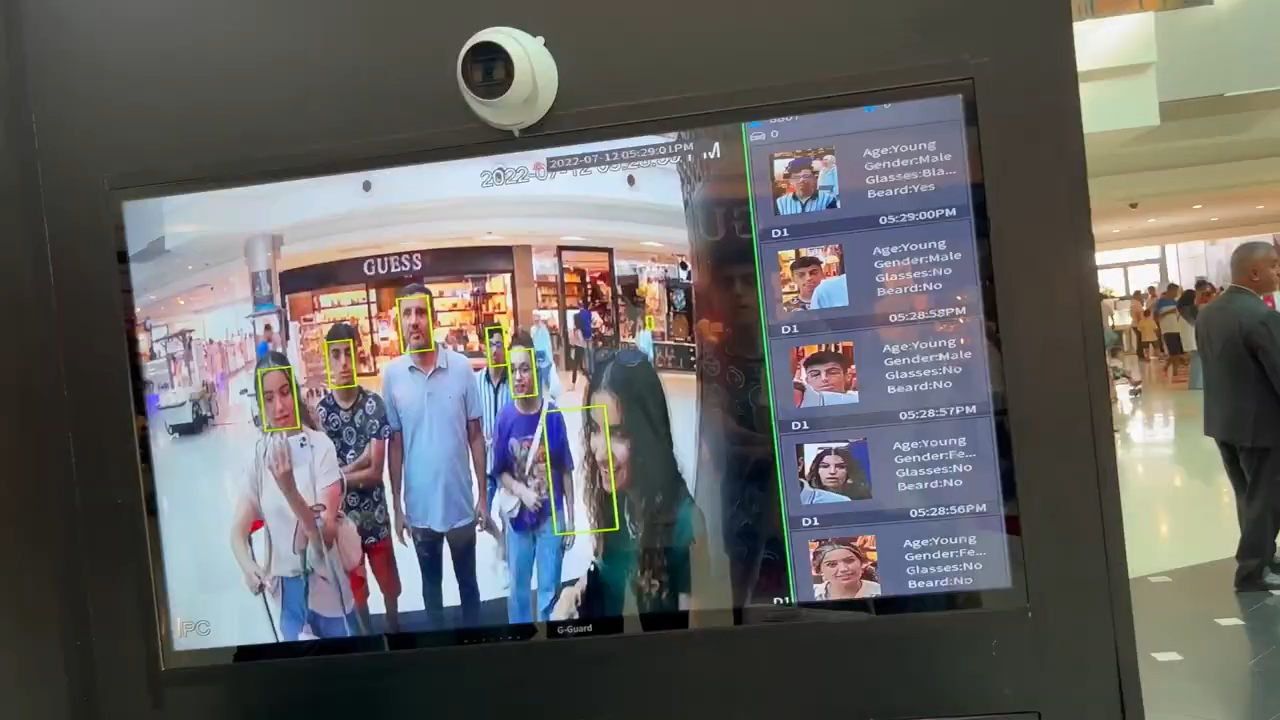 2022-07-12 05:29:01PM
GUESS
IPC
G-Guard
0
Age:Young
Gender:Male
Glasses:Bla...
Beard:Yes
D1
05:29:00PM
Age:Young
Gender:Male
Glasses:No
Beard:No
D1
05:28:58PM
Age:Young
Gender:Male
Glasses:No
Beard:No
D1
05:28:57PM
Age:Young
Gender:Fe...
Glasses:No
Beard:No
D1
05:28:56PM
Age:Young
Gender:Fe...
Glasses:No
Beard:No
D1